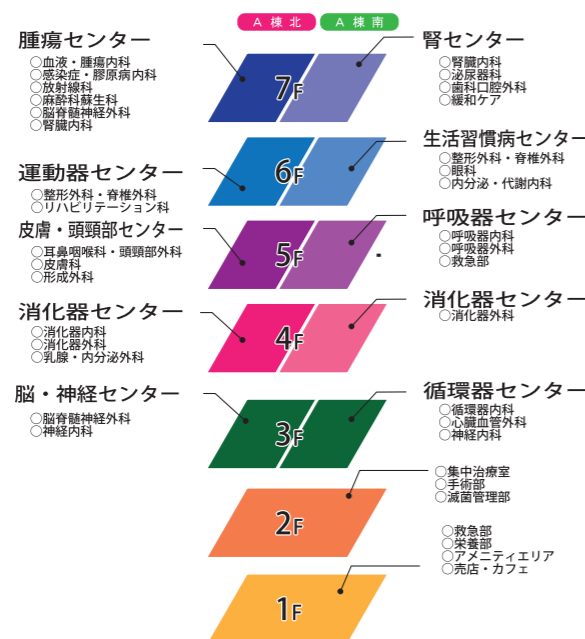 A 棟 北
A 棟 南
腫瘍センター
○血液・腫瘍内科
○感染症・膠原病内科
○放射線科
○麻酔科蘇生科
○脳脊髄神経外科
○腎臓内科
腎センター
○腎臓内科
○泌尿器科
○歯科口腔外科
○緩和ケア
7F
運動器センター
○整形外科・脊椎外科
○リハビリテーション科
生活習慣病センター
○整形外科・脊椎外科
○眼科
○内分泌・代謝内科
6F
皮膚・頭頸部センター
○耳鼻咽喉科・頭頸部外科
○皮膚科
○形成外科
呼吸器センター
○呼吸器内科
○呼吸器外科
○救急部
5F
消化器センター
○消化器内科
○消化器外科
○乳腺・内分泌外科
消化器センター
○消化器外科
4F
脳・神経センター
○脳脊髄神経外科
○神経内科
循環器センター
○循環器内科
○心臓血管外科
○神経内科
3F
○集中治療室
○手術部
○滅菌管理部
2F
○救急部
○栄養部
○アメニティエリア
○売店・カフェ
1F